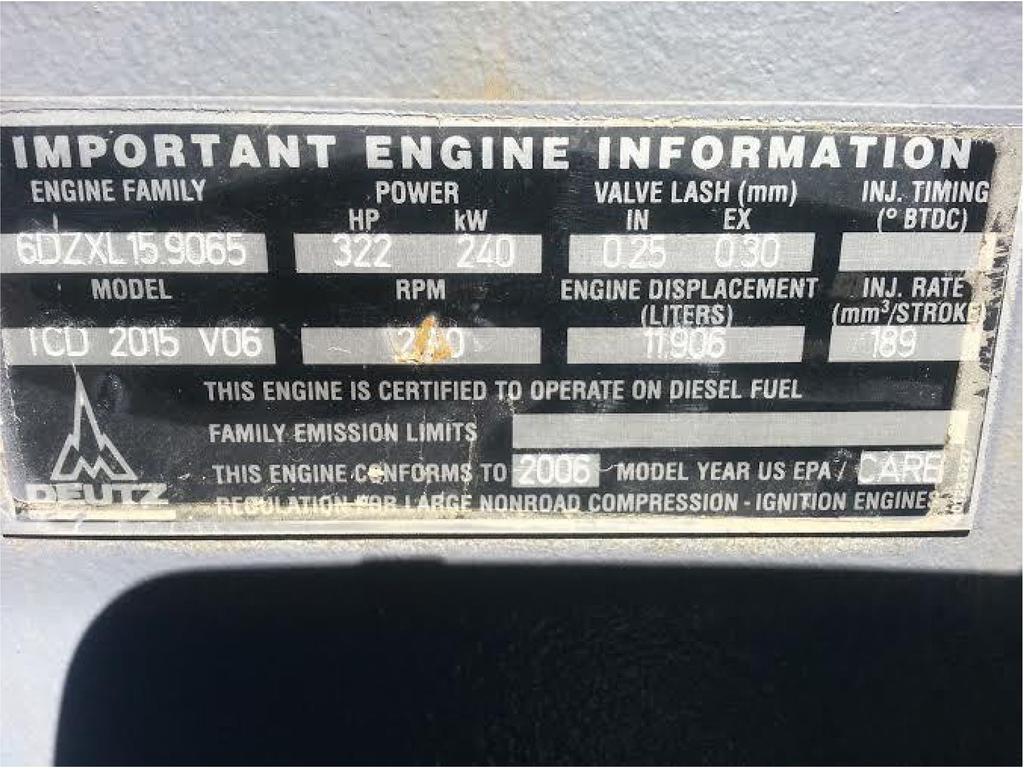 IMPORTANT ENGINE INFORMATION
ENGINE FAMILY POWER VALVE LASH (mm) INJ. TIMING
HP kW IN EX (° BTDC)
6DZXL15.9065 322 240 0.25 0.30
MODEL RPM ENGINE DISPLACEMENT INJ. RATE
(LITERS) (mm³/STROKE)
TCD 2015 V06 11.906 189
THIS ENGINE IS CERTIFIED TO OPERATE ON DIESEL FUEL
FAMILY EMISSION LIMITS
THIS ENGINE CONFORMS TO 2006 MODEL YEAR US EPA / CARB
DEUTZ REGULATION FOR LARGE NONROAD COMPRESSION - IGNITION ENGINES